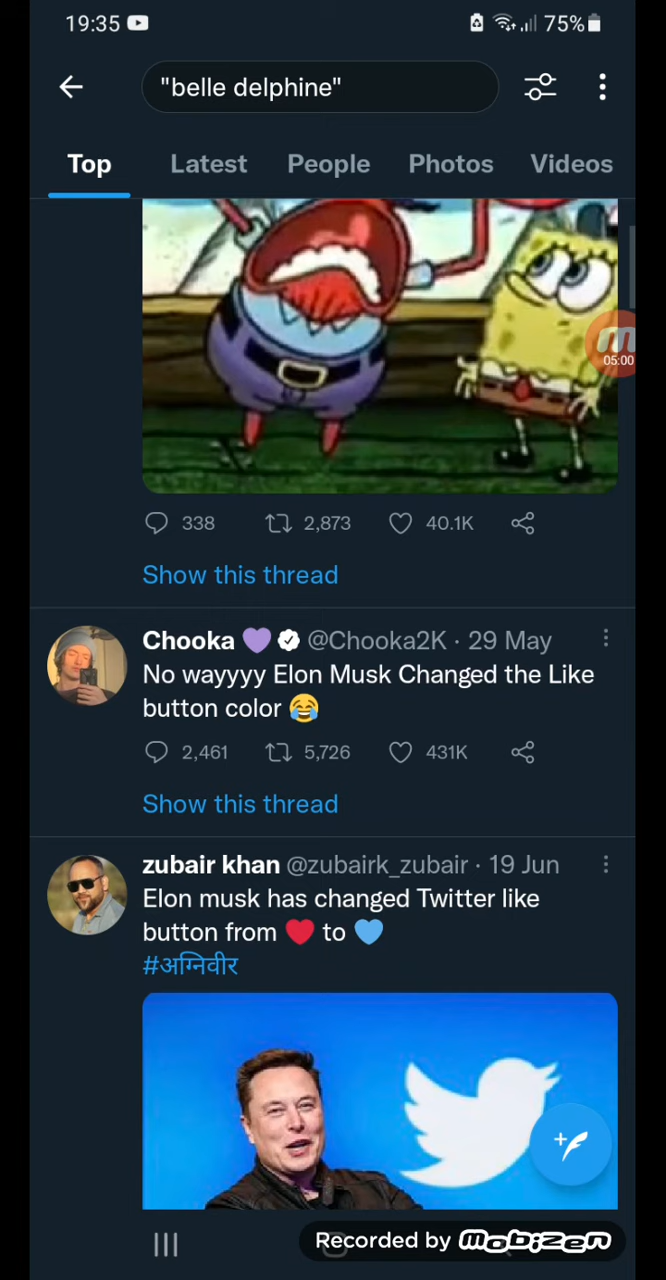 19:35
75%
"belle delphine"
Top Latest People Photos Videos
05:00
338 2,873 40.1K
Show this thread
Chooka 💜 @Chooka2K · 29 May
No wayyyy Elon Musk Changed the Like
button color 😂
2,461 5,726 431K
Show this thread
zubair khan @zubairk_zubair · 19 Jun
Elon musk has changed Twitter like
button from ❤️ to 💙
#अग्निवीर
Recorded by mobizen